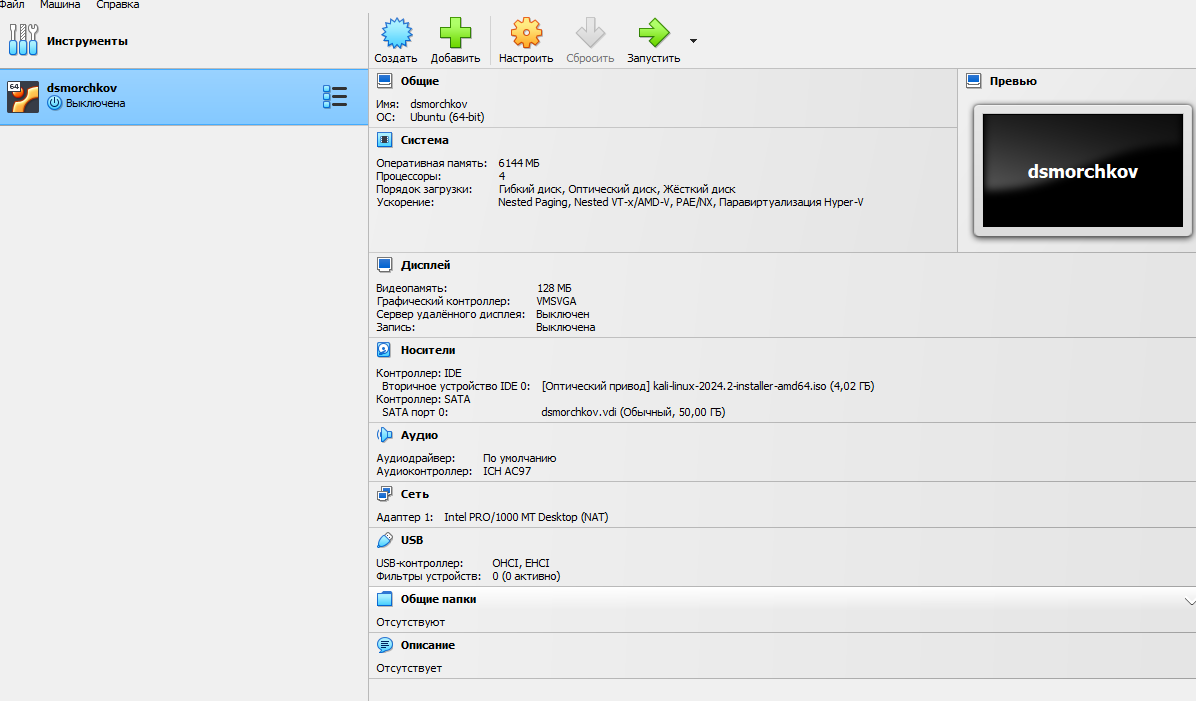 Файл Машина Справка
Инструменты
Создать Добавить Настроить Сбросить Запустить
64
dsmorchkov
Выключена
Общие
Имя: dsmorchkov
ОС: Ubuntu (64-bit)
Превью
dsmorchkov
Система
Оперативная память: 6144 МБ
Процессоры: 4
Порядок загрузки: Гибкий диск, Оптический диск, Жёсткий диск
Ускорение: Nested Paging, Nested VT-x/AMD-V, PAE/NX, Паравиртуализация Hyper-V
Дисплей
Видеопамять: 128 МБ
Графический контроллер: VMSVGA
Сервер удалённого дисплея: Выключен
Запись: Выключена
Носители
Контроллер: IDE
Вторичное устройство IDE 0: [Оптический привод] kali-linux-2024.2-installer-amd64.iso (4,02 ГБ)
Контроллер: SATA
SATA порт 0: dsmorchkov.vdi (Обычный, 50,00 ГБ)
Аудио
Аудиодрайвер: По умолчанию
Аудиоконтроллер: ICH AC97
Сеть
Адаптер 1: Intel PRO/1000 MT Desktop (NAT)
USB
USB-контроллер: OHCI, EHCI
Фильтры устройств: 0 (0 активно)
Общие папки
Отсутствуют
Описание
Отсутствует